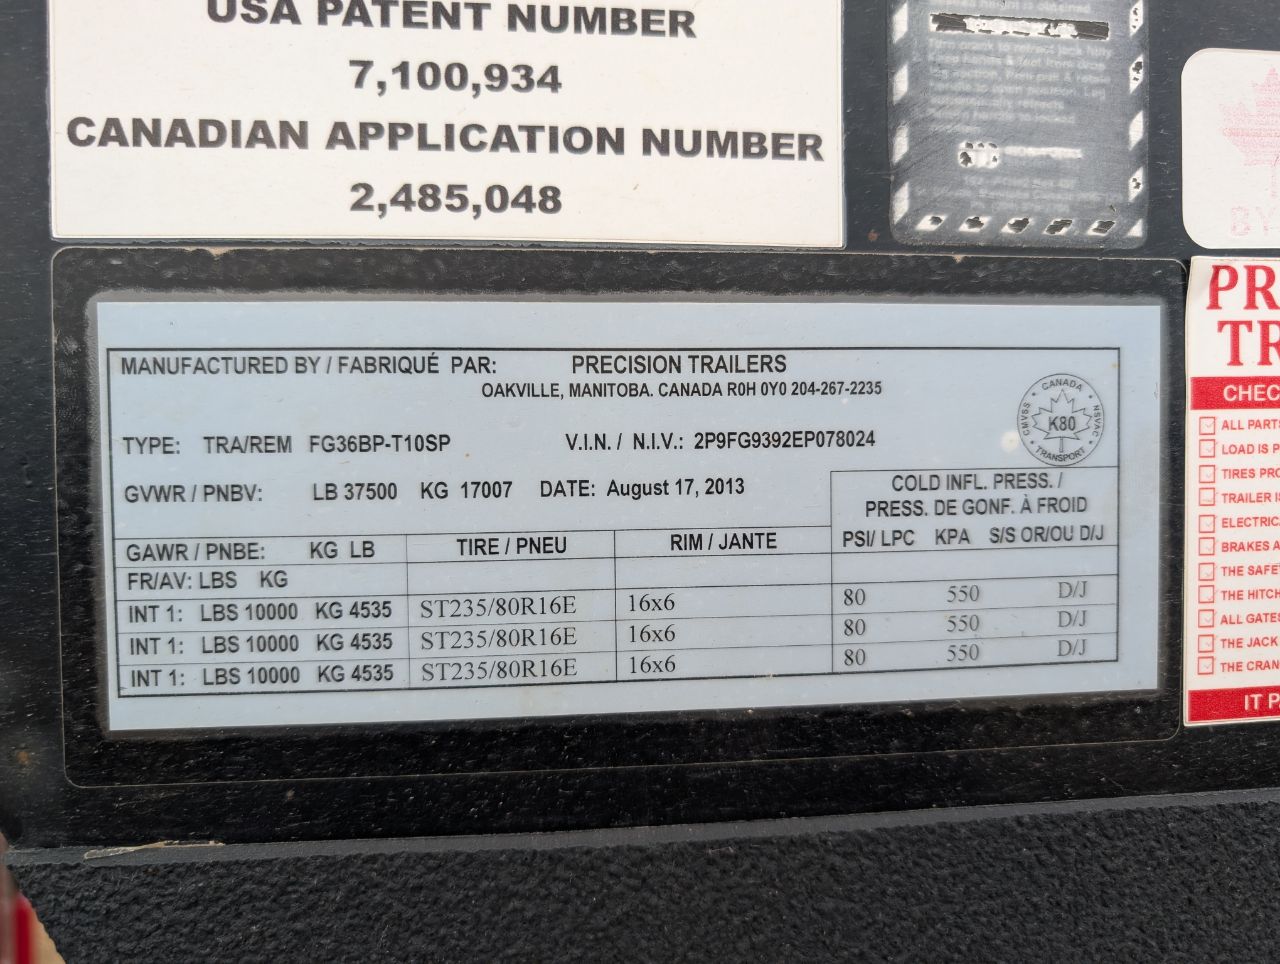 USA PATENT NUMBER
7,100,934
CANADIAN APPLICATION NUMBER
2,485,048
MANUFACTURED BY / FABRIQUÉ PAR: PRECISION TRAILERS
OAKVILLE, MANITOBA. CANADA R0H 0Y0 204-267-2235
CANADA
CMVSS
NSVAC
K80
TRANSPORT
TYPE: TRA/REM FG36BP-T10SP V.I.N. / N.I.V.: 2P9FG9392EP078024
GVWR / PNBV: LB 37500 KG 17007 DATE: August 17, 2013
COLD INFL. PRESS. /
PRESS. DE GONF. À FROID
GAWR / PNBE: KG LB TIRE / PNEU RIM / JANTE PSI/ LPC KPA S/S OR/OU D/J
FR/AV: LBS KG
INT 1: LBS 10000 KG 4535 ST235/80R16E 16x6 80 550 D/J
INT 1: LBS 10000 KG 4535 ST235/80R16E 16x6 80 550 D/J
INT 1: LBS 10000 KG 4535 ST235/80R16E 16x6 80 550 D/J
BY
PR
TR
CHEC
ALL PARTS
LOAD IS P
TIRES PRO
TRAILER IS
ELECTRIC
BRAKES A
THE SAFET
THE HITCH
ALL GATES
THE JACK
THE CRAN
IT P